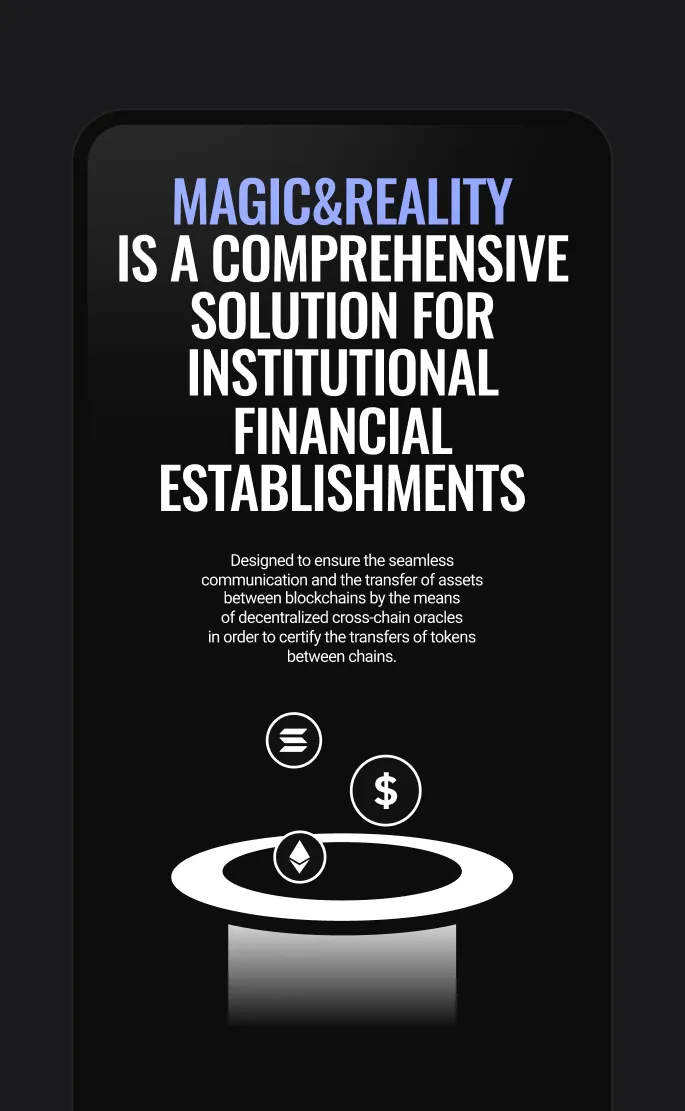 MAGIC&REALITY
IS A COMPREHENSIVE
SOLUTION FOR
INSTITUTIONAL
FINANCIAL
ESTABLISHMENTS
Designed to ensure the seamless
communication and the transfer of assets
between blockchains by the means
of decentralized cross-chain oracles
in order to certify the transfers of tokens
between chains.
$